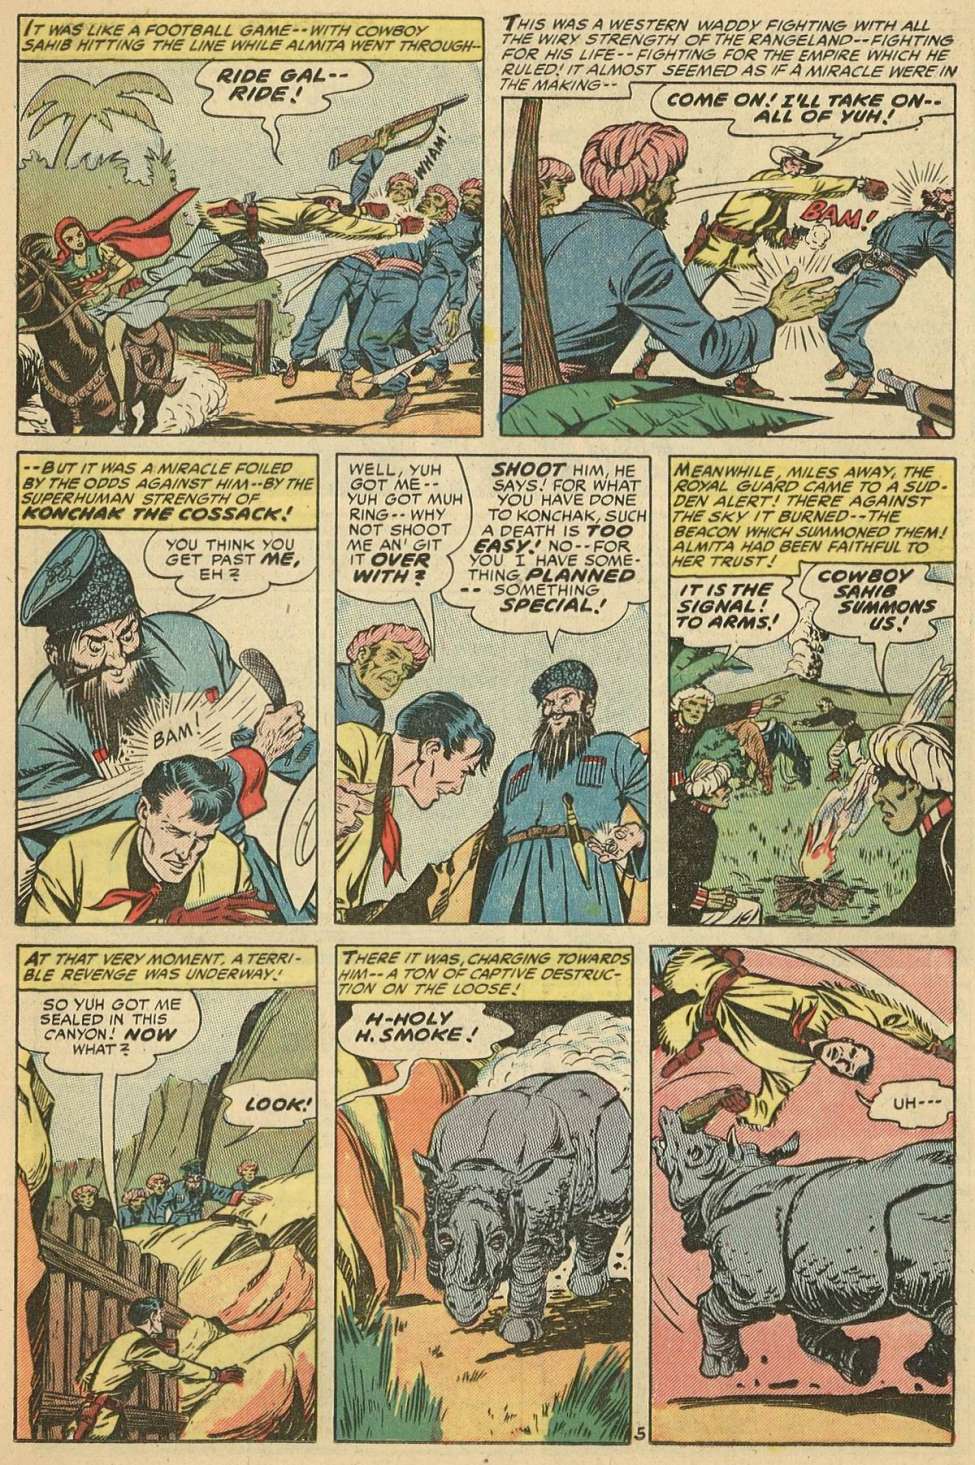 IT WAS LIKE A FOOTBALL GAME--WITH COWBOY
SAHIB HITTING THE LINE WHILE ALMITA WENT THROUGH--
RIDE GAL--
RIDE!
WHAM!
THIS WAS A WESTERN WADDY FIGHTING WITH ALL
THE WIRY STRENGTH OF THE RANGELAND--FIGHTING
FOR HIS LIFE--FIGHTING FOR THE EMPIRE WHICH HE
RULED! IT ALMOST SEEMED AS IF A MIRACLE WERE IN
THE MAKING--
COME ON! I'LL TAKE ON--
ALL OF YUH!
BAM!
--BUT IT WAS A MIRACLE FOILED
BY THE ODDS AGAINST HIM--BY THE
SUPERHUMAN STRENGTH OF
KONCHAK THE COSSACK!
YOU THINK YOU
GET PAST ME,
EH?
BAM!
WELL, YUH
GOT ME--
YUH GOT MUH
RING--WHY
NOT SHOOT
ME AN' GIT
IT OVER
WITH?
SHOOT HIM, HE
SAYS! FOR WHAT
YOU HAVE DONE
TO KONCHAK, SUCH
A DEATH IS TOO
EASY! NO--FOR
YOU I HAVE SOME-
THING PLANNED
-- SOMETHING
SPECIAL!
MEANWHILE, MILES AWAY, THE
ROYAL GUARD CAME TO A SUD-
DEN ALERT! THERE AGAINST
THE SKY IT BURNED--THE
BEACON WHICH SUMMONED THEM!
ALMITA HAD BEEN FAITHFUL TO
HER TRUST!
IT IS THE
SIGNAL!
TO ARMS!
COWBOY
SAHIB
SUMMONS
US!
AT THAT VERY MOMENT, A TERRI-
BLE REVENGE WAS UNDERWAY!
SO YUH GOT ME
SEALED IN THIS
CANYON! NOW
WHAT?
LOOK!
THERE IT WAS, CHARGING TOWARDS
HIM--A TON OF CAPTIVE DESTRUC-
TION ON THE LOOSE!
H-HOLY
H. SMOKE!
5
UH---